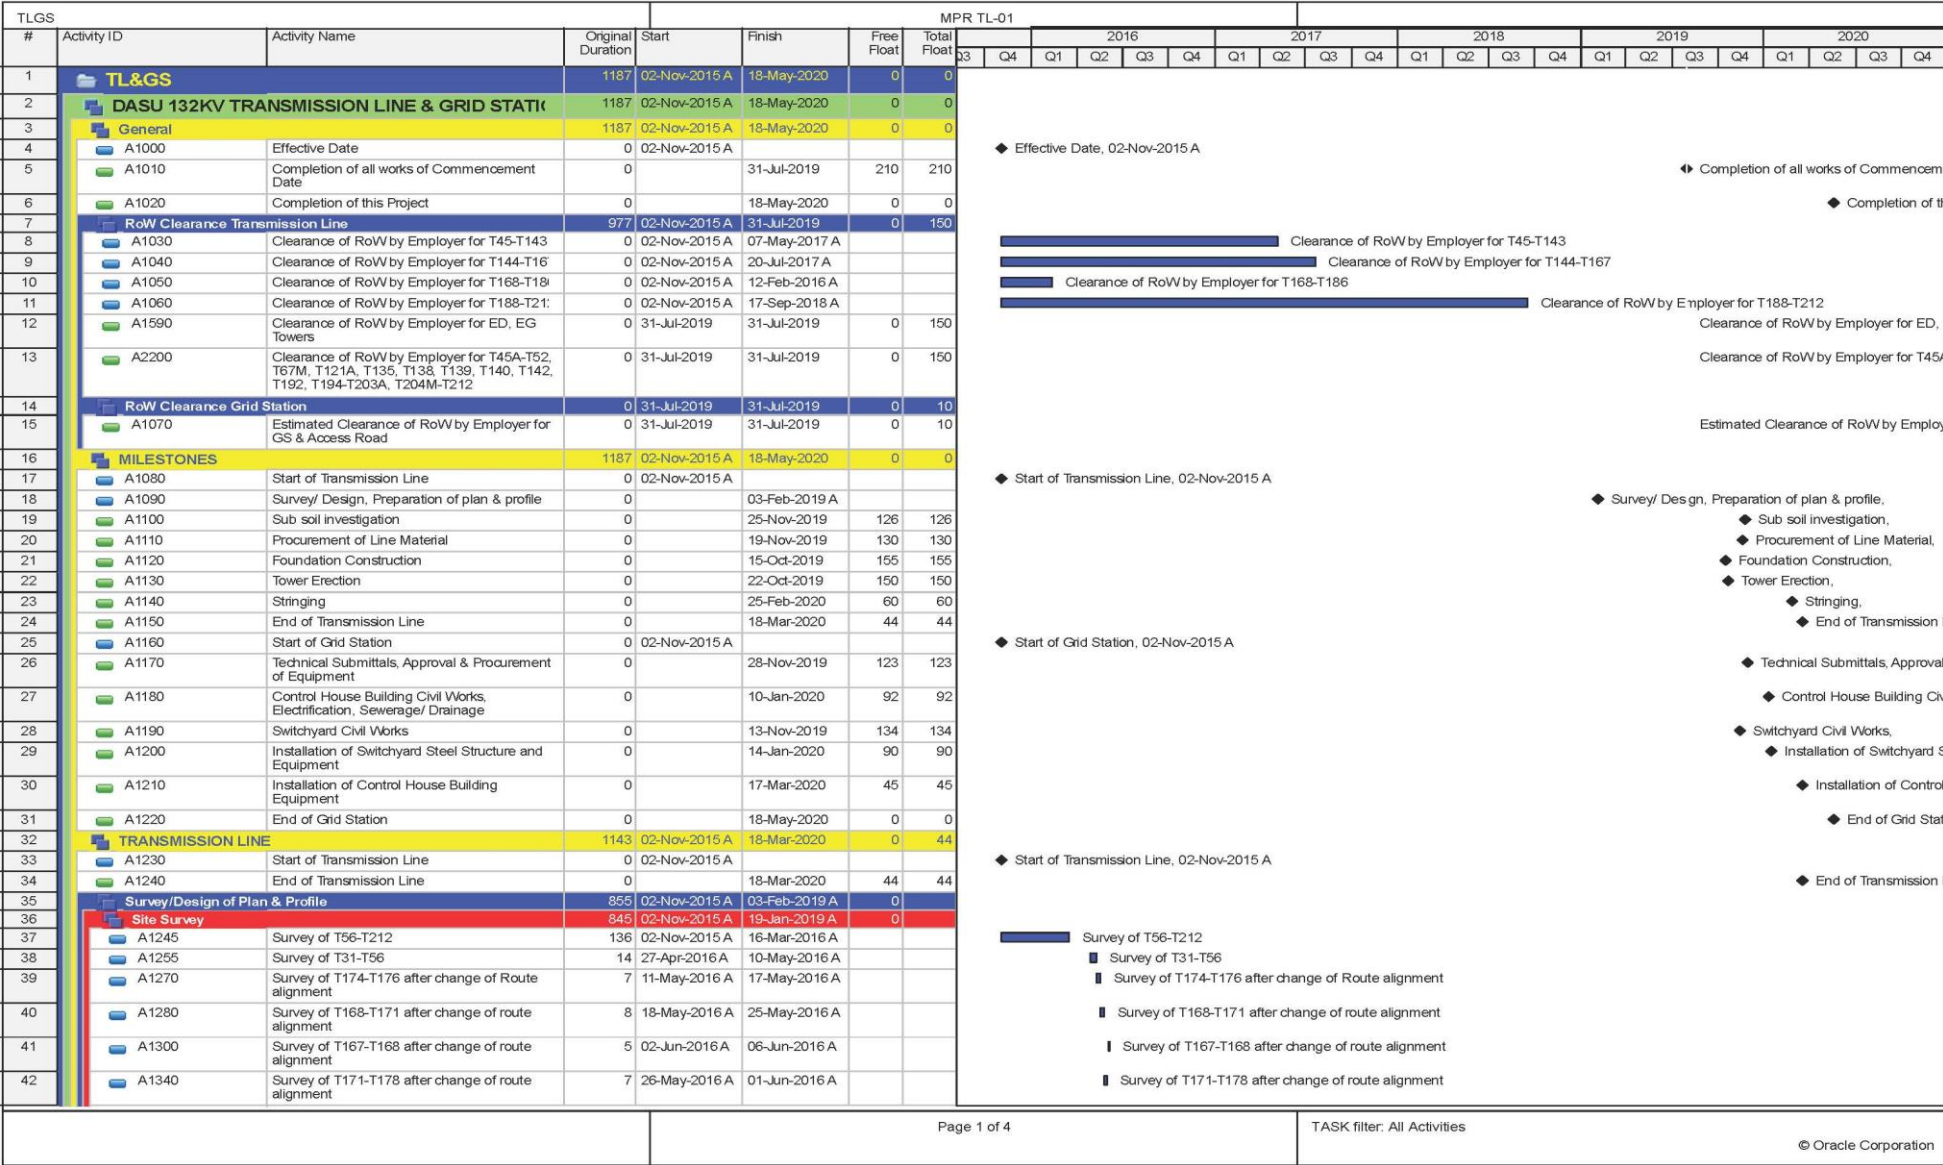 TLGS MPR TL-01
# Activity ID Activity Name Original Duration Start Finish Free Float Total Float 2016 2017 2018 2019 2020
Q3 Q4 Q1 Q2 Q3 Q4 Q1 Q2 Q3 Q4 Q1 Q2 Q3 Q4 Q1 Q2 Q3 Q4 Q1 Q2 Q3 Q4
1 TL&GS 1187 02-Nov-2015 A 18-May-2020 0 0
2 DASU 132KV TRANSMISSION LINE & GRID STATI 1187 02-Nov-2015 A 18-May-2020 0 0
3 General 1187 02-Nov-2015 A 18-May-2020 0 0
4 A1000 Effective Date 0 02-Nov-2015 A Effective Date, 02-Nov-2015 A
5 A1010 Completion of all works of Commencement 0 31-Jul-2019 210 210 Completion of all works of Commencem
Date
6 A1020 Completion of this Project 0 18-May-2020 0 0 Completion of t
7 RoW Clearance Transmission Line 977 02-Nov-2015 A 31-Jul-2019 0 150
8 A1030 Clearance of RoW by Employer for T45-T143 0 02-Nov-2015 A 07-May-2017 A Clearance of RoW by Employer for T45-T143
9 A1040 Clearance of RoW by Employer for T144-T16 0 02-Nov-2015 A 20-Jul-2017 A Clearance of RoW by Employer for T144-T167
10 A1050 Clearance of RoW by Employer for T168-T18 0 02-Nov-2015 A 12-Feb-2016 A Clearance of RoW by Employer for T168-T186
11 A1060 Clearance of RoW by Employer for T188-T21 0 02-Nov-2015 A 17-Sep-2018 A Clearance of RoW by Employer for T188-T212
12 A1590 Clearance of RoW by Employer for ED, EG 0 31-Jul-2019 31-Jul-2019 0 150 Clearance of RoW by Employer for ED,
Towers
13 A2200 Clearance of RoW by Employer for T45A-T52, 0 31-Jul-2019 31-Jul-2019 0 150 Clearance of RoW by Employer for T45A
T67M, T121A, T135, T138, T139, T140, T142,
T192, T194-T203A, T204M-T212
14 RoW Clearance Grid Station 0 31-Jul-2019 31-Jul-2019 0 10
15 A1070 Estimated Clearance of RoW by Employer for 0 31-Jul-2019 31-Jul-2019 0 10 Estimated Clearance of RoW by Employ
GS & Access Road
16 MILESTONES 1187 02-Nov-2015 A 18-May-2020 0 0
17 A1080 Start of Transmission Line 0 02-Nov-2015 A Start of Transmission Line, 02-Nov-2015 A
18 A1090 Survey/ Design, Preparation of plan & profile 0 03-Feb-2019 A Survey/ Design, Preparation of plan & profile,
19 A1100 Sub soil investigation 0 25-Nov-2019 126 126 Sub soil investigation,
20 A1110 Procurement of Line Material 0 19-Nov-2019 130 130 Procurement of Line Material,
21 A1120 Foundation Construction 0 15-Oct-2019 155 155 Foundation Construction,
22 A1130 Tower Erection 0 22-Oct-2019 150 150 Tower Erection,
23 A1140 Stringing 0 25-Feb-2020 60 60 Stringing,
24 A1150 End of Transmission Line 0 18-Mar-2020 44 44 End of Transmission
25 A1160 Start of Grid Station 0 02-Nov-2015 A Start of Grid Station, 02-Nov-2015 A
26 A1170 Technical Submittals, Approval & Procurement 0 28-Nov-2019 123 123 Technical Submittals, Approval
of Equipment
27 A1180 Control House Building Civil Works, 0 10-Jan-2020 92 92 Control House Building Civ
Electrification, Sewerage/ Drainage
28 A1190 Switchyard Civil Works 0 13-Nov-2019 134 134 Switchyard Civil Works,
29 A1200 Installation of Switchyard Steel Structure and 0 14-Jan-2020 90 90 Installation of Switchyard S
Equipment
30 A1210 Installation of Control House Building 0 17-Mar-2020 45 45 Installation of Control
Equipment
31 A1220 End of Grid Station 0 18-May-2020 0 0 End of Grid Stat
32 TRANSMISSION LINE 1143 02-Nov-2015 A 18-Mar-2020 0 44
33 A1230 Start of Transmission Line 0 02-Nov-2015 A Start of Transmission Line, 02-Nov-2015 A
34 A1240 End of Transmission Line 0 18-Mar-2020 44 44 End of Transmission
35 Survey/Design of Plan & Profile 855 02-Nov-2015 A 03-Feb-2019 A 0
36 Site Survey 845 02-Nov-2015 A 19-Jan-2019 A 0
37 A1245 Survey of T56-T212 136 02-Nov-2015 A 16-Mar-2016 A Survey of T56-T212
38 A1255 Survey of T31-T56 14 27-Apr-2016 A 10-May-2016 A Survey of T31-T56
39 A1270 Survey of T174-T176 after change of Route 7 11-May-2016 A 17-May-2016 A Survey of T174-T176 after change of Route alignment
alignment
40 A1280 Survey of T168-T171 after change of route 8 18-May-2016 A 25-May-2016 A Survey of T168-T171 after change of route alignment
alignment
41 A1300 Survey of T167-T168 after change of route 5 02-Jun-2016 A 06-Jun-2016 A Survey of T167-T168 after change of route alignment
alignment
42 A1340 Survey of T171-T178 after change of route 7 26-May-2016 A 01-Jun-2016 A Survey of T171-T178 after change of route alignment
alignment
Page 1 of 4 TASK filter: All Activities
© Oracle Corporation